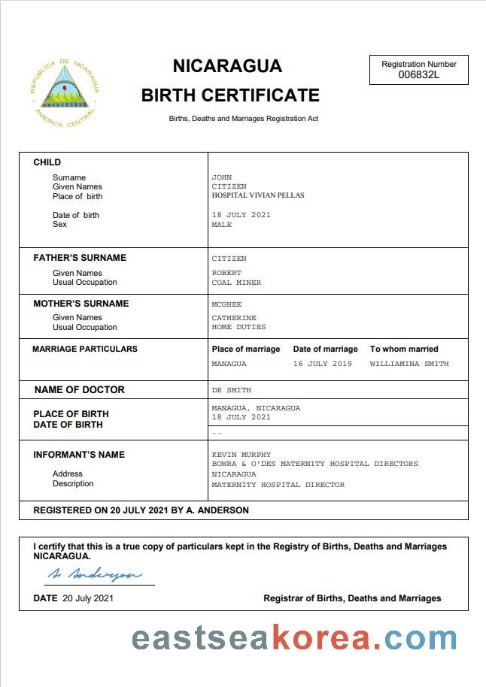 REPUBLICA DE NICARAGUA
AMERICA CENTRAL
NICARAGUA
BIRTH CERTIFICATE
Births, Deaths and Marriages Registration Act
Registration Number
006832L
CHILD
Surname JOHN
Given Names CITIZEN
Place of birth HOSPITAL VIVIAN PELLAS
Date of birth 18 JULY 2021
Sex MALE
FATHER'S SURNAME CITIZEN
Given Names ROBERT
Usual Occupation COAL MINER
MOTHER'S SURNAME MCGHEE
Given Names CATHERINE
Usual Occupation HOME DUTIES
MARRIAGE PARTICULARS Place of marriage Date of marriage To whom married
MANAGUA 16 JULY 2019 WILLIAMINA SMITH
NAME OF DOCTOR DR SMITH
PLACE OF BIRTH MANAGUA, NICARAGUA
DATE OF BIRTH 18 JULY 2021
--
INFORMANT'S NAME KEVIN MURPHY
BOWRA & O'DES MATERNITY HOSPITAL DIRECTORS
Address NICARAGUA
Description MATERNITY HOSPITAL DIRECTOR
REGISTERED ON 20 JULY 2021 BY A. ANDERSON
I certify that this is a true copy of particulars kept in the Registry of Births, Deaths and Marriages
NICARAGUA.
A. Anderson
DATE 20 July 2021 Registrar of Births, Deaths and Marriages
eastseakorea.com